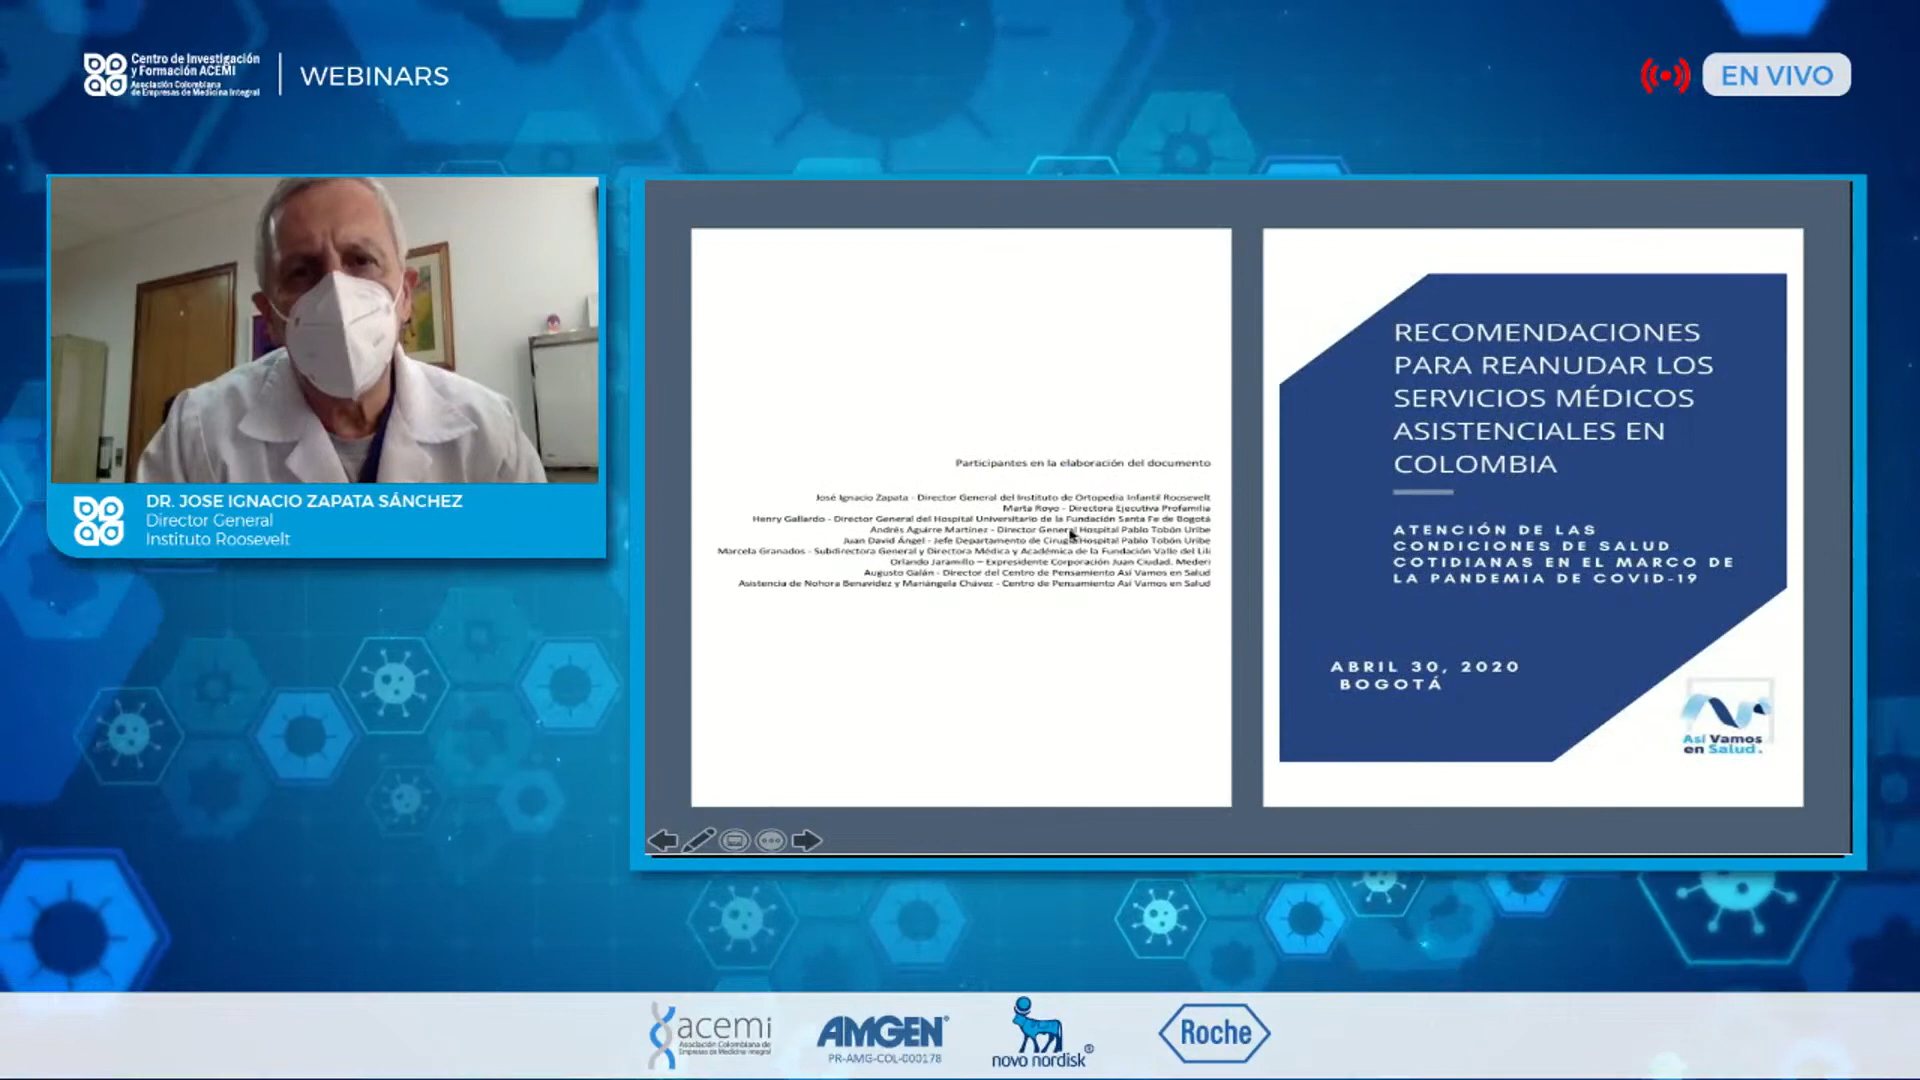 Centro de Investigación
y Formación ACEMI
Asociación Colombiana
de Empresas de Medicina Integral
WEBINARS
EN VIVO
DR. JOSE IGNACIO ZAPATA SÁNCHEZ
Director General
Instituto Roosevelt
Participantes en la elaboración del documento
José Ignacio Zapata - Director General del Instituto de Ortopedia Infantil Roosevelt
Marta Royo - Directora Ejecutiva Profamilia
Henry Gallardo - Director General del Hospital Universitario de la Fundación Santa Fe de Bogotá
Andrés Aguirre Martínez - Director General Hospital Pablo Tobón Uribe
Juan David Ángel - Jefe Departamento de Cirugía Hospital Pablo Tobón Uribe
Marcela Granados - Subdirectora General y Directora Médica y Académica de la Fundación Valle del Lili
Orlando Jaramillo – Expresidente Corporación Juan Ciudad. Mederi
Augusto Galán - Director del Centro de Pensamiento Así Vamos en Salud
Asistencia de Nohora Benavidez y Mariángela Chávez - Centro de Pensamiento Así Vamos en Salud
RECOMENDACIONES
PARA REANUDAR LOS
SERVICIOS MÉDICOS
ASISTENCIALES EN
COLOMBIA
ATENCIÓN DE LAS
CONDICIONES DE SALUD
COTIDIANAS EN EL MARCO DE
LA PANDEMIA DE COVID-19
ABRIL 30, 2020
BOGOTÁ
Así Vamos
en Salud.
acemi
Asociación Colombiana de
Empresas de Medicina Integral
AMGEN®
PR-AMG-COL-000178
novo nordisk®
Roche